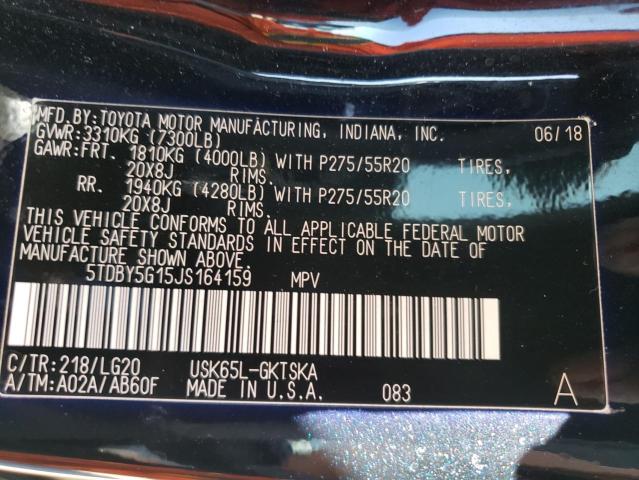 MFD.BY:TOYOTA MOTOR MANUFACTURING, INDIANA, INC. 06/18
GVWR:3310KG (7300LB)
GAWR:FRT. 1810KG (4000LB) WITH P275/55R20 TIRES,
20X8J RIMS.
RR. 1940KG (4280LB) WITH P275/55R20 TIRES,
20X8J RIMS.
THIS VEHICLE CONFORMS TO ALL APPLICABLE FEDERAL MOTOR
VEHICLE SAFETY STANDARDS IN EFFECT ON THE DATE OF
MANUFACTURE SHOWN ABOVE.
5TDBY5G15JS164159 MPV
C/TR:218/LG20 USK65L-GKTSKA
A/TM:A02A/AB60F MADE IN U.S.A. 083 A